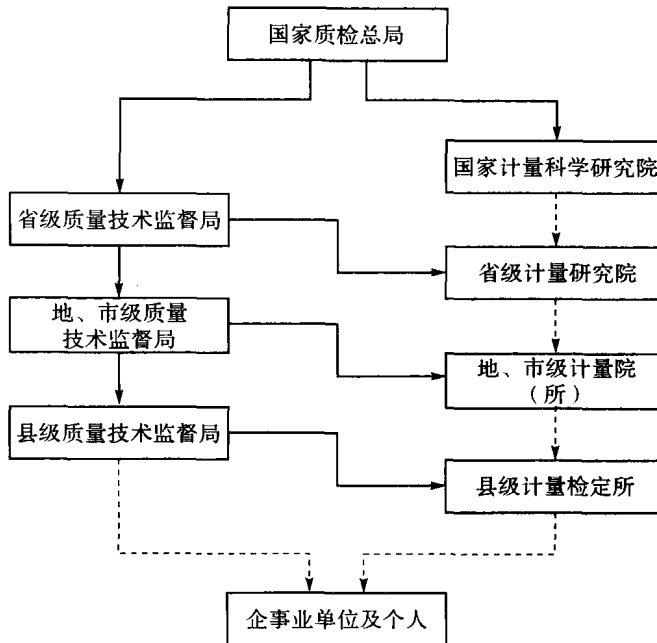 国家质检总局
国家计量科学研究院
省级质量技术监督局
省级计量研究院
地、市级质量
技术监督局
地、市级计量院
（所）
县级质量技术监督局
县级计量检定所
企事业单位及个人